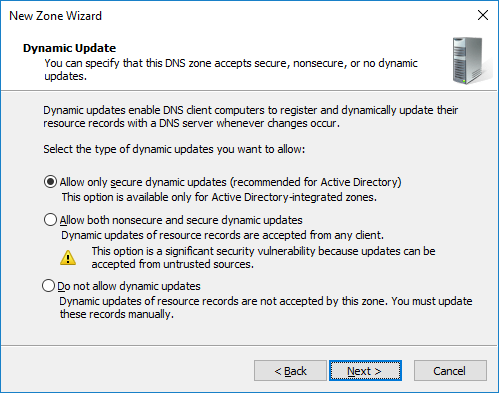 New Zone Wizard
Dynamic Update
You can specify that this DNS zone accepts secure, nonsecure, or no dynamic
updates.
Dynamic updates enable DNS client computers to register and dynamically update their
resource records with a DNS server whenever changes occur.
Select the type of dynamic updates you want to allow:
Allow only secure dynamic updates (recommended for Active Directory)
This option is available only for Active Directory-integrated zones.
Allow both nonsecure and secure dynamic updates
Dynamic updates of resource records are accepted from any client.
This option is a significant security vulnerability because updates can be
accepted from untrusted sources.
Do not allow dynamic updates
Dynamic updates of resource records are not accepted by this zone. You must update
these records manually.
< Back Next > Cancel